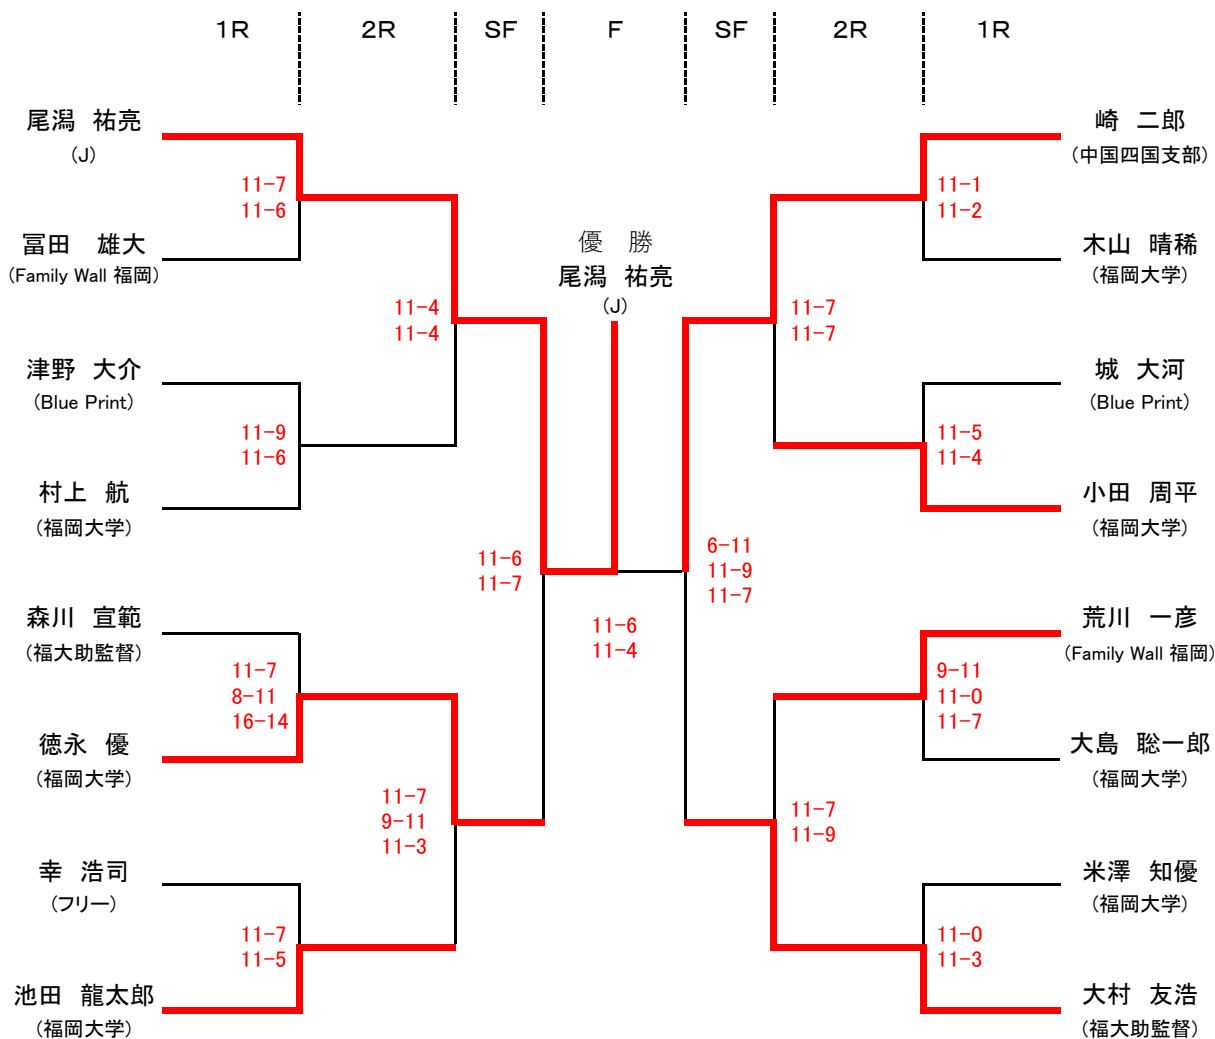 1R 2R SF F SF 2R 1R
尾潟 祐亮
(J)
11-7
11-6
冨田 雄大
(Family Wall 福岡)
11-4
11-4
津野 大介
(Blue Print)
11-9
11-6
村上 航
(福岡大学)
11-6
11-7
森川 宣範
(福大助監督)
11-7
8-11
16-14
徳永 優
(福岡大学)
11-7
9-11
11-3
幸 浩司
(フリー)
11-7
11-5
池田 龍太郎
(福岡大学)
優 勝
尾潟 祐亮
(J)
11-6
11-4
崎 二郎
(中国四国支部)
11-1
11-2
木山 晴稀
(福岡大学)
11-7
11-7
城 大河
(Blue Print)
11-5
11-4
小田 周平
(福岡大学)
6-11
11-9
11-7
荒川 一彦
(Family Wall 福岡)
9-11
11-0
11-7
大島 聡一郎
(福岡大学)
11-7
11-9
米澤 知優
(福岡大学)
11-0
11-3
大村 友浩
(福大助監督)